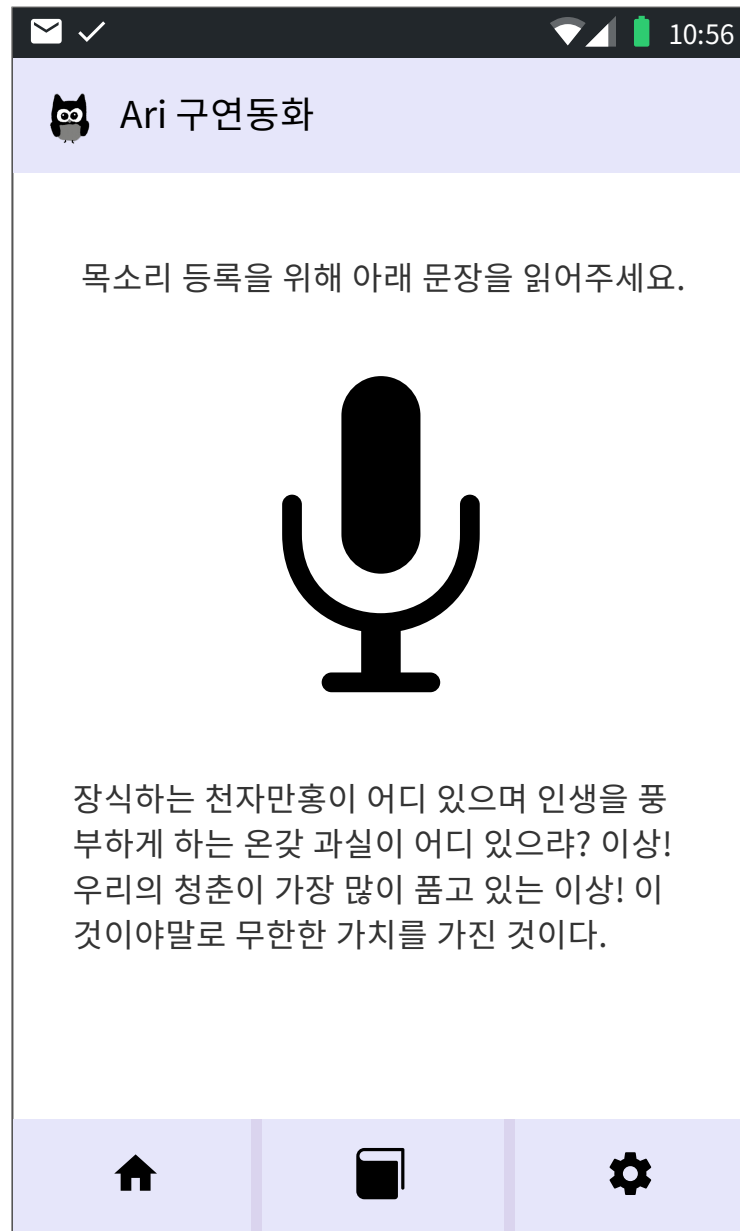 10:56
Ari 구연동화
목소리 등록을 위해 아래 문장을 읽어주세요.
장식하는 천자만홍이 어디 있으며 인생을 풍
부하게 하는 온갖 과실이 어디 있으랴? 이상!
우리의 청춘이 가장 많이 품고 있는 이상! 이
것이야말로 무한한 가치를 가진 것이다.